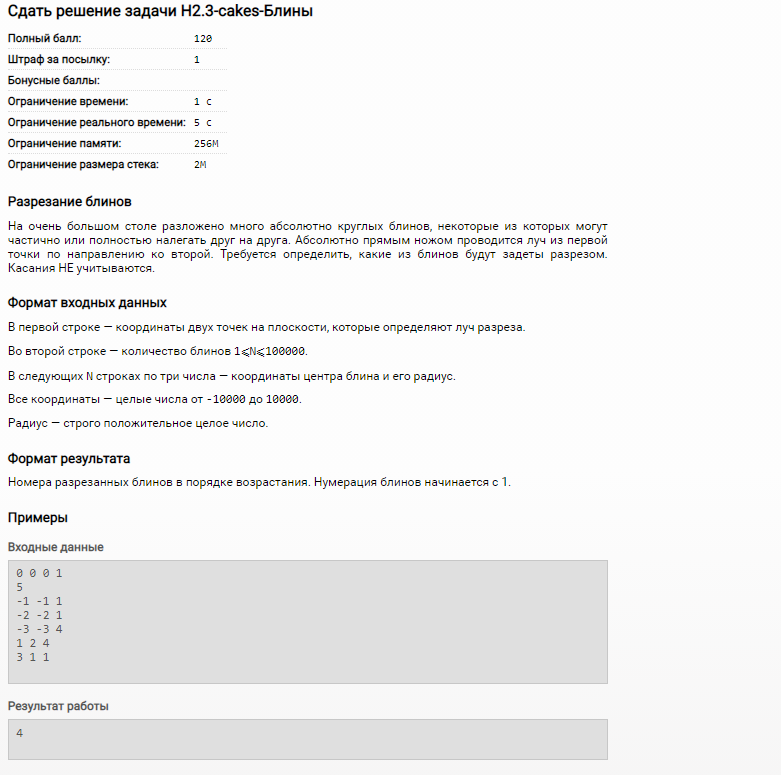 Сдать решение задачи H2.3-cakes-Блины
Полный балл: 120
Штраф за посылку: 1
Бонусные баллы:
Ограничение времени: 1 с
Ограничение реального времени: 5 с
Ограничение памяти: 256M
Ограничение размера стека: 2M
Разрезание блинов
На очень большом столе разложено много абсолютно круглых блинов, некоторые из которых могут
частично или полностью налегать друг на друга. Абсолютно прямым ножом проводится луч из первой
точки по направлению ко второй. Требуется определить, какие из блинов будут задеты разрезом.
Касания НЕ учитываются.
Формат входных данных
В первой строке — координаты двух точек на плоскости, которые определяют луч разреза.
Во второй строке — количество блинов 1⩽N⩽100000.
В следующих N строках по три числа — координаты центра блина и его радиус.
Все координаты — целые числа от -10000 до 10000.
Радиус — строго положительное целое число.
Формат результата
Номера разрезанных блинов в порядке возрастания. Нумерация блинов начинается с 1.
Примеры
Входные данные
0 0 0 1
5
-1 -1 1
-2 -2 1
-3 -3 4
1 2 4
3 1 1
Результат работы
4